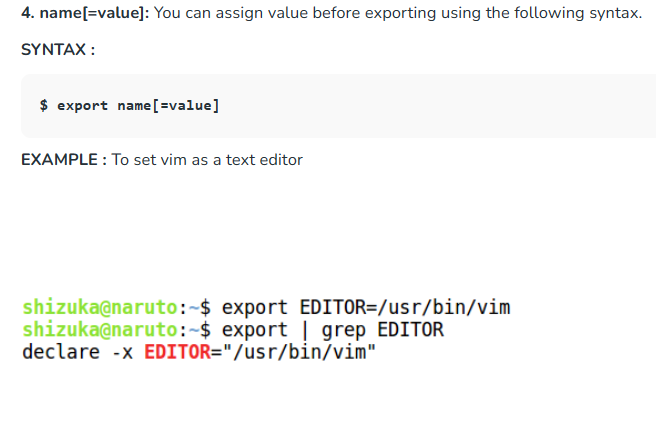 4. name[=value]: You can assign value before exporting using the following syntax.
SYNTAX :
$ export name[=value]
EXAMPLE : To set vim as a text editor
shizuka@naruto:~$ export EDITOR=/usr/bin/vim
shizuka@naruto:~$ export | grep EDITOR
declare -x EDITOR="/usr/bin/vim"